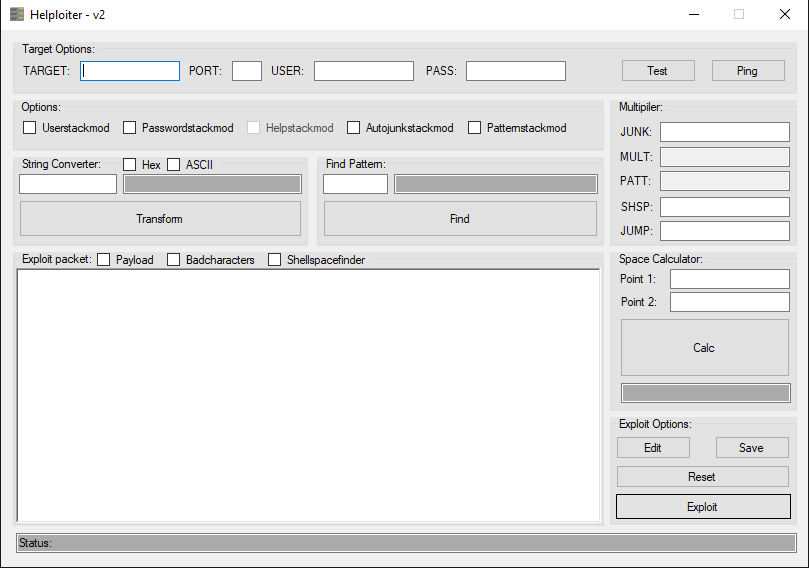 Helploiter - v2
Target Options:
TARGET: PORT: USER: PASS: Test Ping
Options:
Userstackmod Passwordstackmod Helpstackmod Autojunkstackmod Patternstackmod
Multipiler:
JUNK:
MULT:
PATT:
SHSP:
JUMP:
String Converter: Hex ASCII
Transform
Find Pattern:
Find
Exploit packet: Payload Badcharacters Shellspacefinder
Space Calculator:
Point 1:
Point 2:
Calc
Exploit Options:
Edit Save
Reset
Exploit
Status: